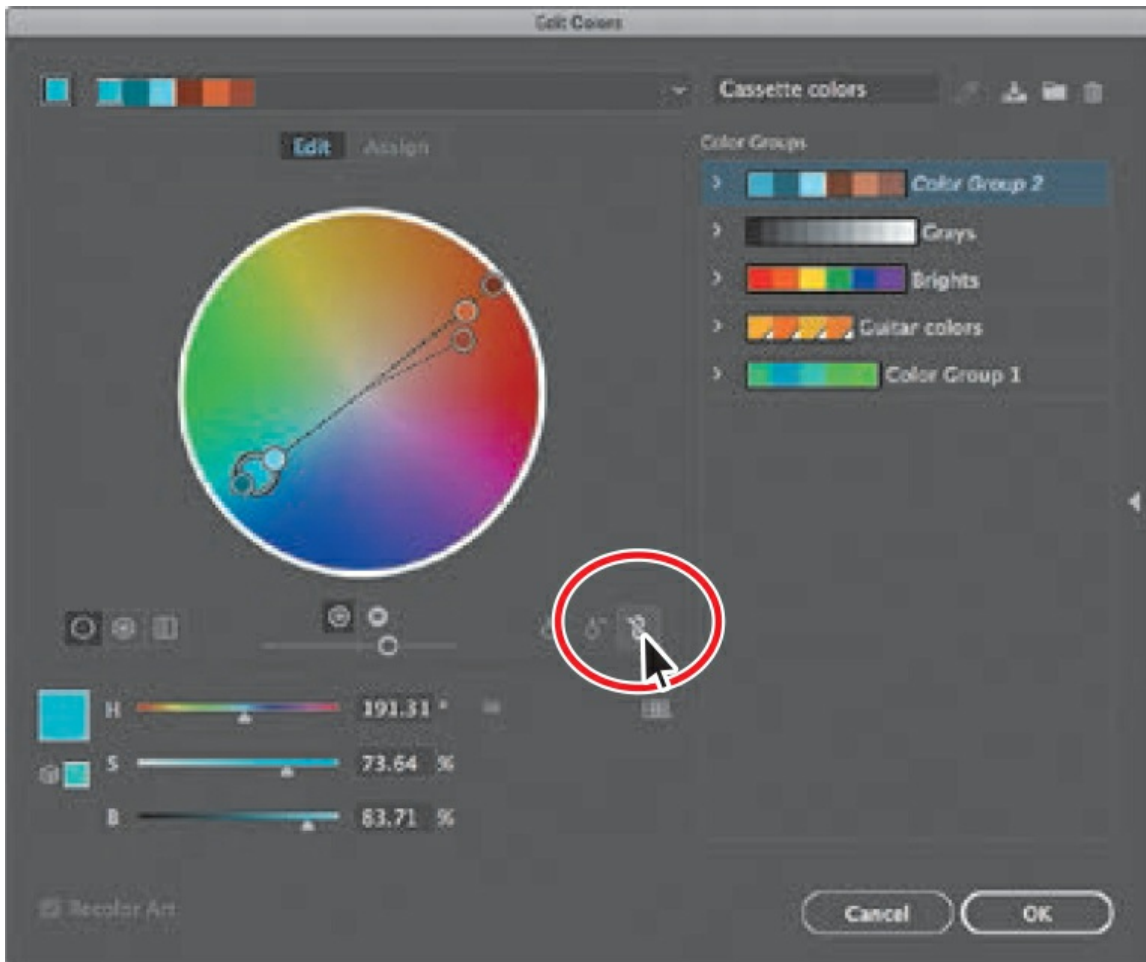 Edit Colors
Cassette colors
Edit Assign
Color Groups
Color Group 2
Grays
Brights
Guitar colors
Color Group 1
H 191.31 °
S 73.64 %
B 83.71 %
Recolor Art
Cancel OK